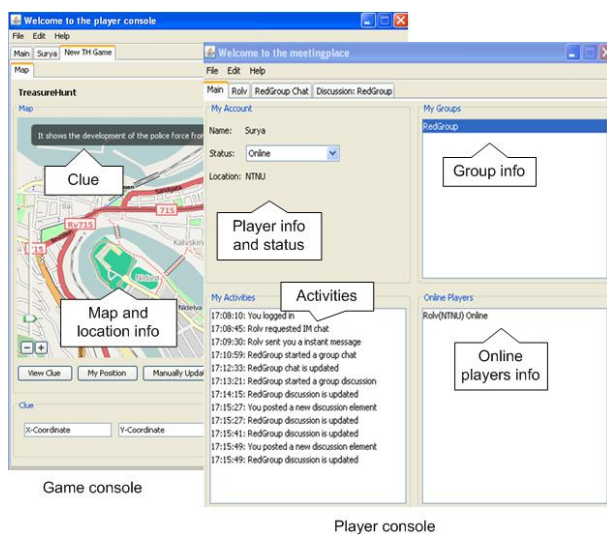 Welcome to the player console
File Edit Help
Main Surya New TH Game
Map
TreasureHunt
Map
It shows the development of the police force from
Clue
715
Rv715
715
Map and
location info
View Clue My Position Manually Updat
Clue
X-Coordinate Y-Coordinate
Game console
Welcome to the meetingplace
File Edit Help
Main Rolv RedGroup Chat Discussion: RedGroup
My Account
Name: Surya
Status: Online
Location: NTNU
Player info
and status
My Groups
RedGroup
Group info
My Activities
Activities
17:08:10: You logged in
17:08:45: Rolv requested IM chat
17:09:30: Rolv sent you a instant message
17:10:59: RedGroup started a group chat
17:12:33: RedGroup chat is updated
17:13:21: RedGroup started a group discussion
17:14:15: RedGroup discussion is updated
17:15:27: You posted a new discussion element
17:15:27: RedGroup discussion is updated
17:15:41: RedGroup discussion is updated
17:15:49: You posted a new discussion element
17:15:49: RedGroup discussion is updated
Online Players
Rolv(NTNU) Online
Online
players info
Player console